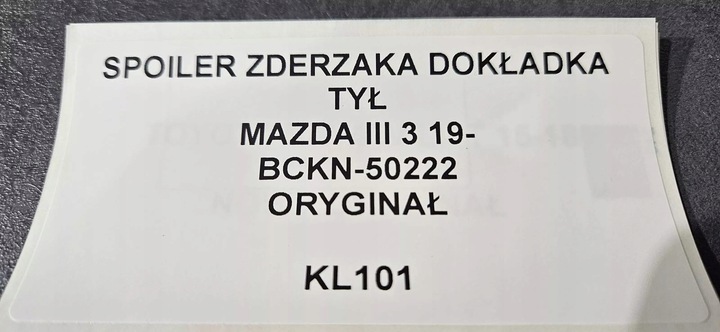 SPOILER ZDERZAKA DOKŁADKA
TYŁ
MAZDA III 3 19-
BCKN-50222
ORYGINAŁ
KL101